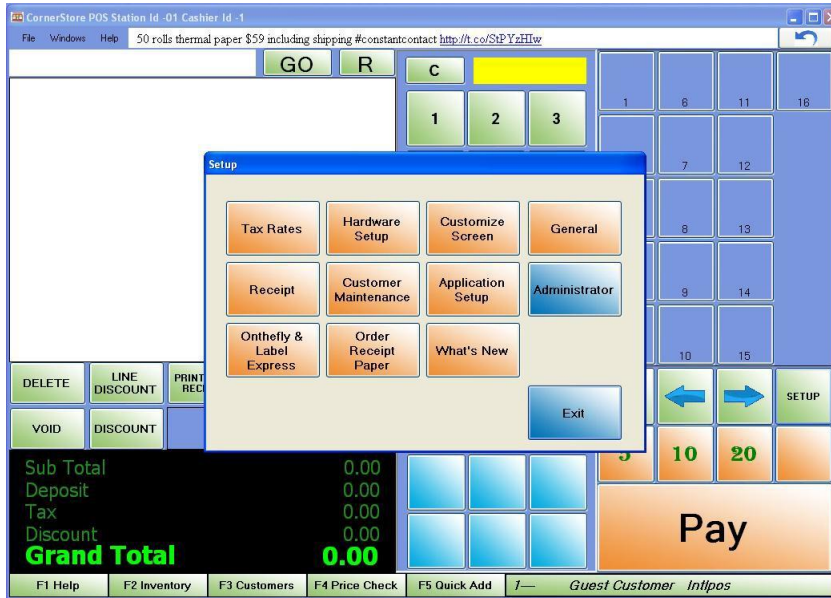 CornerStore POS Station Id -01 Cashier Id -1
File Windows Help 50 rolls thermal paper $59 including shipping #constantcontact http://t.co/StPYzHIw
GO R C
1 2 3
1 6 11 16
7 12
8 13
9 14
10 15
Setup
Tax Rates
Hardware
Setup
Customize
Screen
General
Receipt
Customer
Maintenance
Application
Setup
Administrator
Onthefly &
Label
Express
Order
Receipt
Paper
What's New
Exit
DELETE
LINE
DISCOUNT
PRINT
SETUP
VOID
DISCOUNT
10 20
Sub Total 0.00
Deposit 0.00
Tax 0.00
Discount 0.00
Grand Total 0.00
Pay
F1 Help F2 Inventory F3 Customers F4 Price Check F5 Quick Add 1— Guest Customer Intlpos